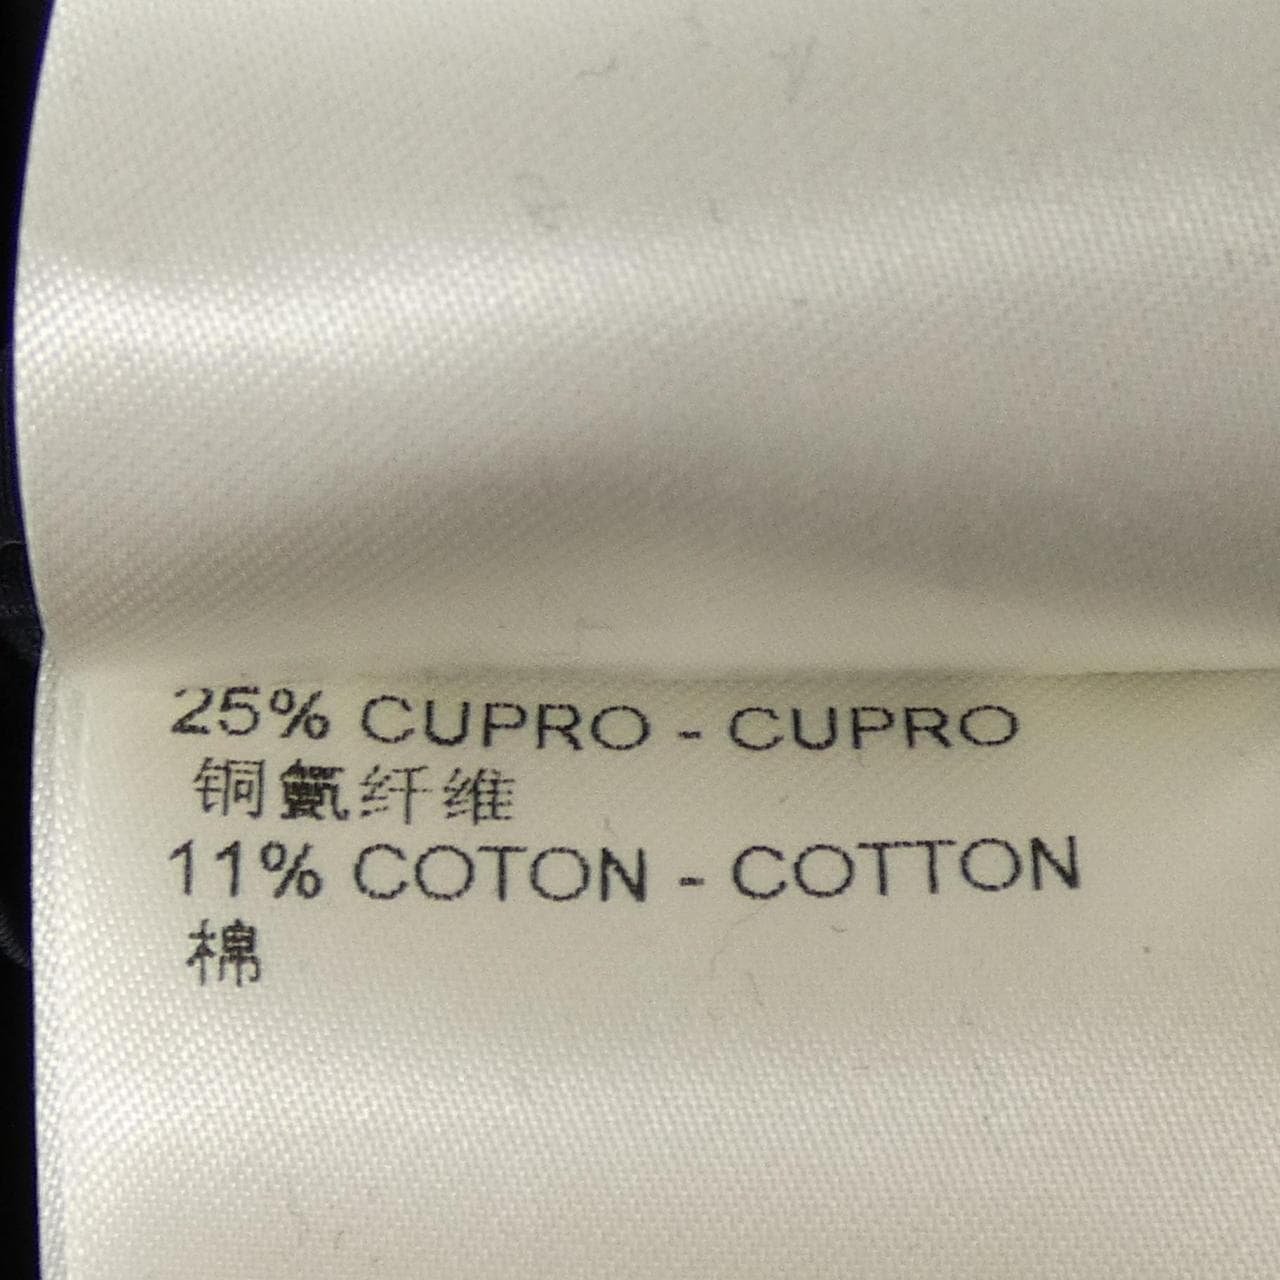 25% CUPRO - CUPRO
铜氨纤维
11% COTON - COTTON
棉